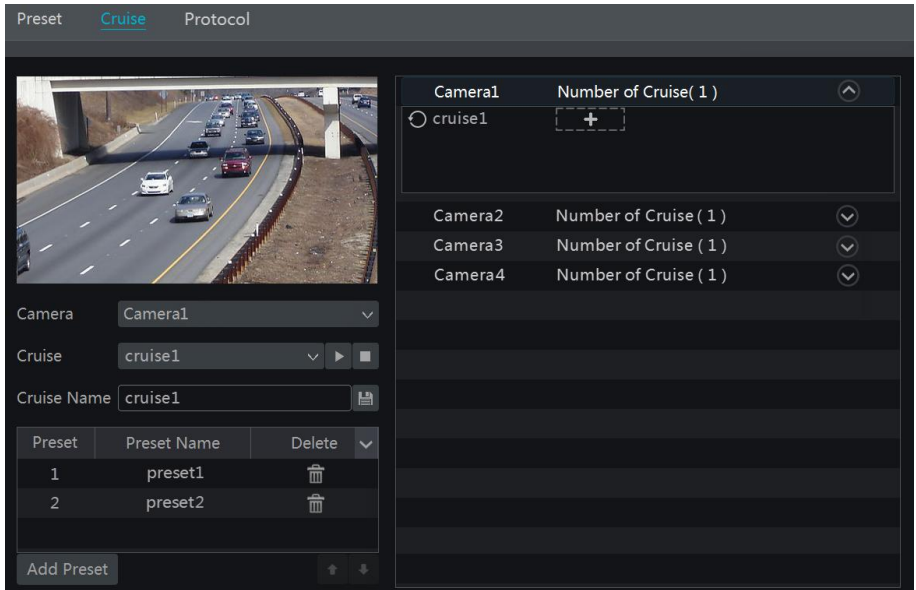 Preset Cruise Protocol
Camera1 Number of Cruise( 1 )
cruise1
Camera2 Number of Cruise ( 1 )
Camera3 Number of Cruise ( 1 )
Camera4 Number of Cruise ( 1 )
Camera Camera1
Cruise cruise1
Cruise Name cruise1
Preset Preset Name Delete
1 preset1
2 preset2
Add Preset